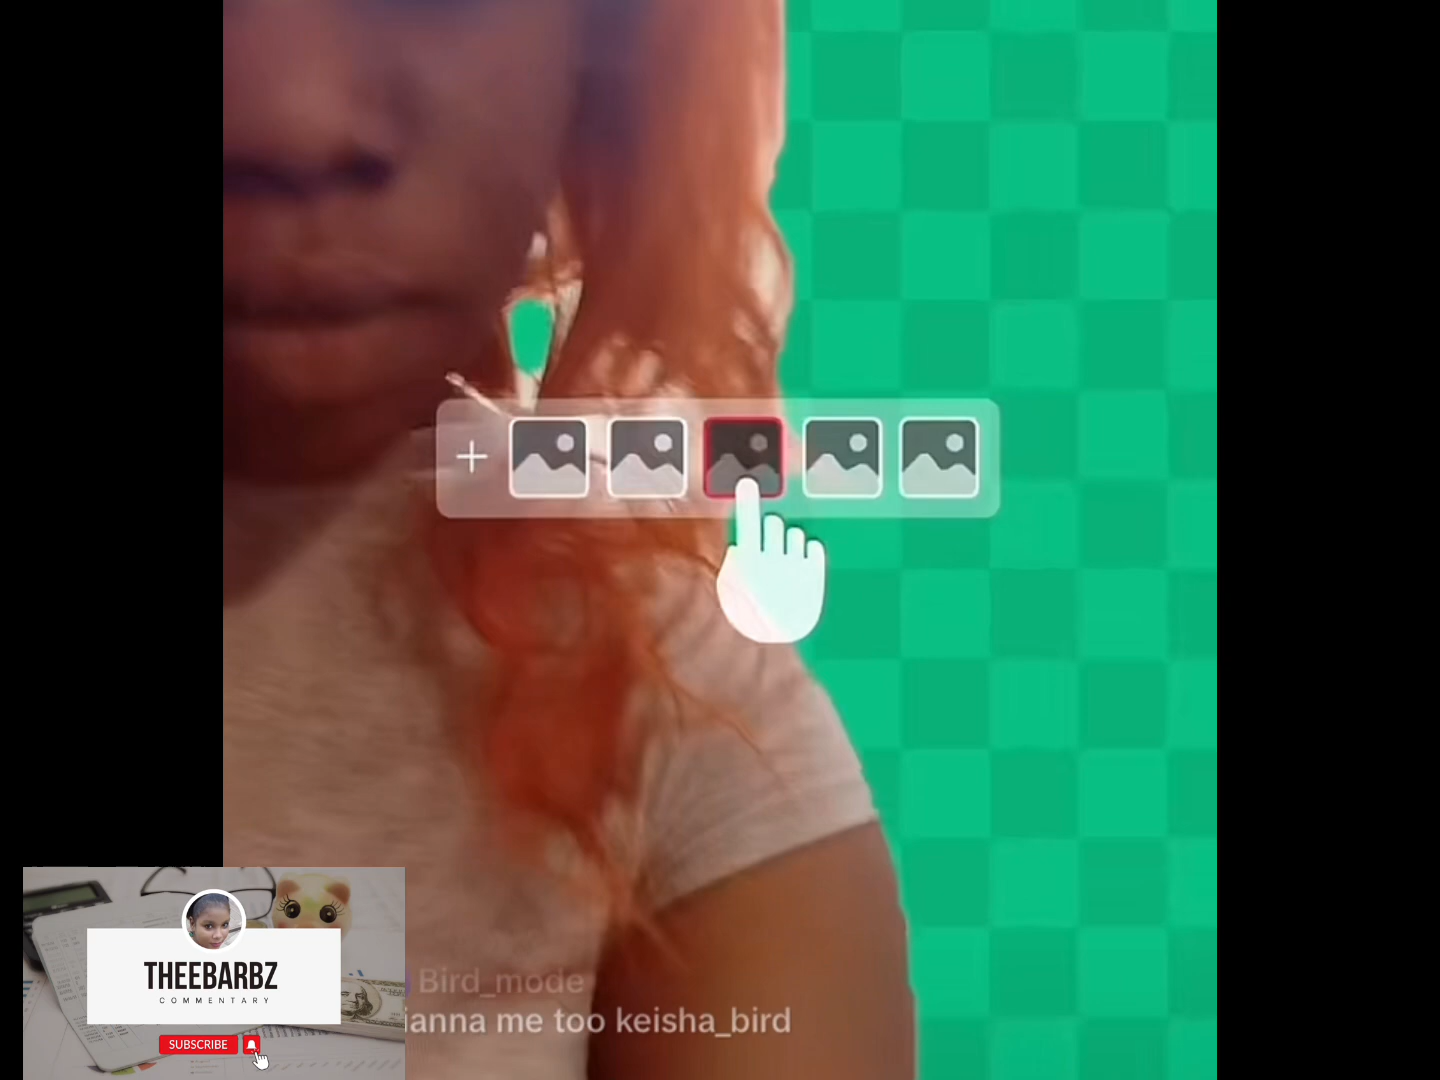 Bird_mode
ianna me too keisha_bird
THEEBARBZ
COMMENTARY
SUBSCRIBE